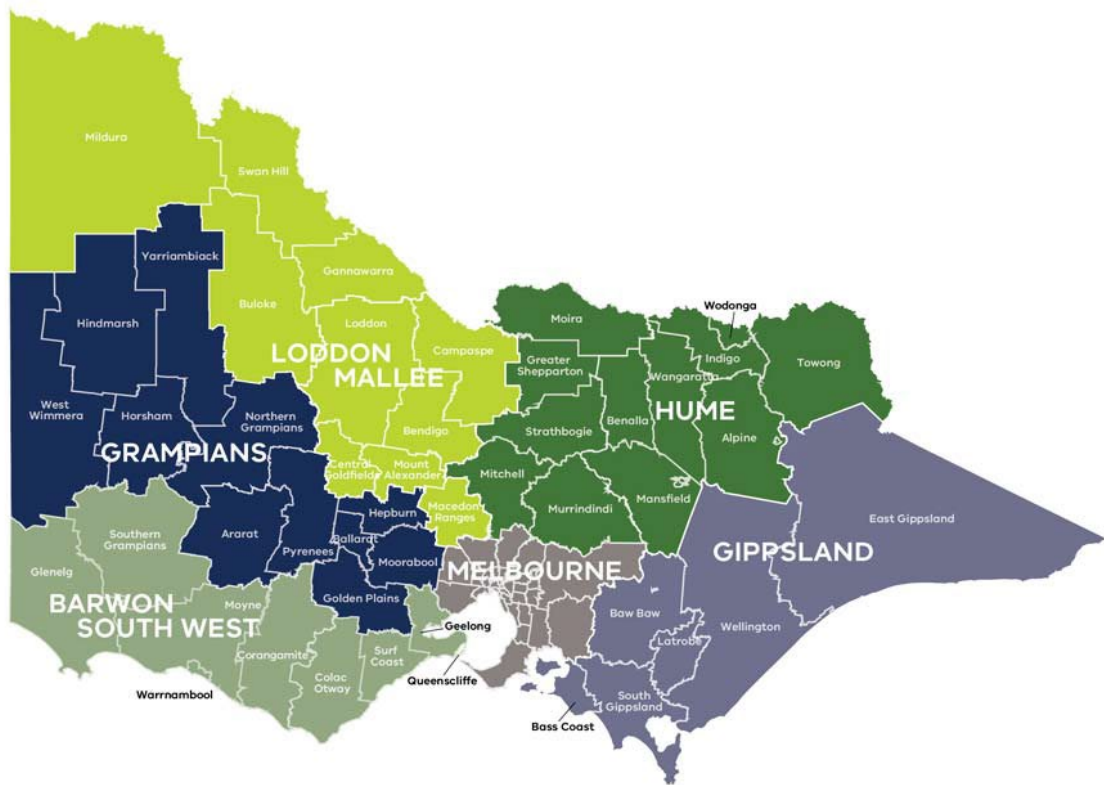 Mildura
Swan Hill
Yarriambiack
Gannawarra
Buloke
Hindmarsh
Loddon
LODDON
MALLEE
Campaspe
Moira
Wodonga
Greater
Shepparton
Indigo
Wangaratta
Towong
West
Wimmera
Horsham
Northern
Grampians
GRAMPIANS
Bendigo
Strathbogie
Benalla
HUME
Alpine
Central
Goldfields
Mount
Alexander
Mitchell
Mansfield
Macedon
Ranges
Murrindindi
Hepburn
Southern
Grampians
Ararat
Ballarat
Pyrenees
Moorabool
East Gippsland
GIPPSLAND
MELBOURNE
Glenelg
Golden Plains
BARWON
SOUTH WEST
Moyne
Geelong
Baw Baw
Wellington
Latrobe
Corangamite
Surf
Coast
Colac
Otway
Queenscliffe
Warrnambool
South
Gippsland
Bass Coast